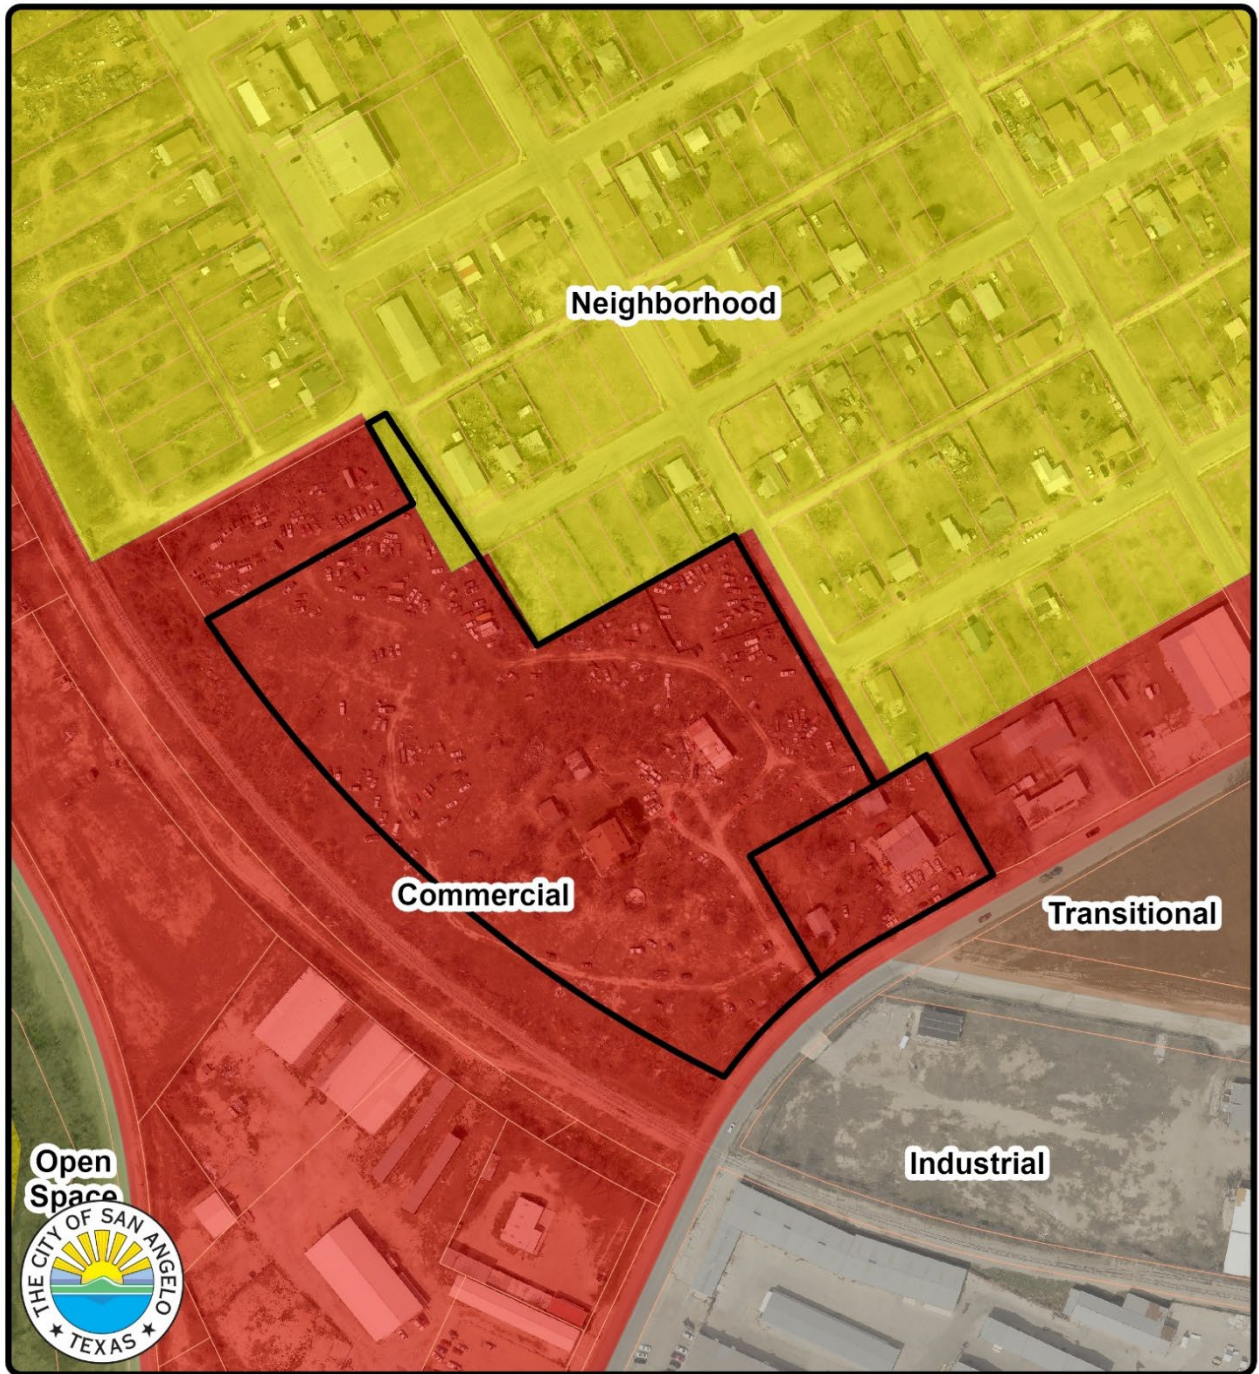 Neighborhood
Commercial
Transitional
Industrial
Open
Space
THE CITY OF SAN ANGELO
TEXAS